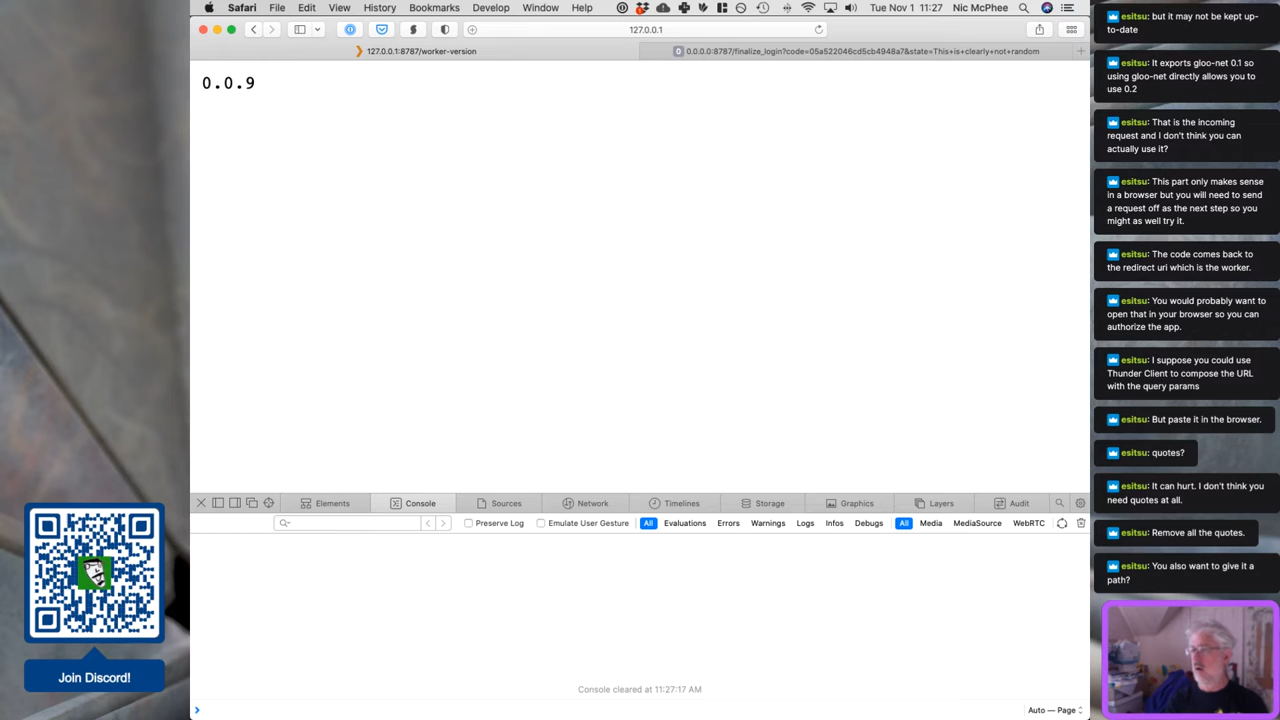 Safari File Edit View History Bookmarks Develop Window Help Tue Nov 1 11:27 Nic McPhee
127.0.0.1
127.0.0.1:8787/worker-version
0.0.0.0:8787/finalize_login?code=05a522046cd5cb4948a7&state=This+is+clearly+not+random
0.0.9
Elements Console Sources Network Timelines Storage Graphics Layers Audit
Preserve Log Emulate User Gesture All Evaluations Errors Warnings Logs Infos Debugs All Media MediaSource WebRTC
Console cleared at 11:27:17 AM
Auto — Page
Join Discord!
esitsu: but it may not be kept up-
to-date
esitsu: It exports gloo-net 0.1 so
using gloo-net directly allows you to
use 0.2
esitsu: That is the incoming
request and I don't think you can
actually use it?
esitsu: This part only makes sense
in a browser but you will need to send
a request off as the next step so you
might as well try it.
esitsu: The code comes back to
the redirect uri which is the worker.
esitsu: You would probably want to
open that in your browser so you can
authorize the app.
esitsu: I suppose you could use
Thunder Client to compose the URL
with the query params
esitsu: But paste it in the browser.
esitsu: quotes?
esitsu: It can hurt. I don't think you
need quotes at all.
esitsu: Remove all the quotes.
esitsu: You also want to give it a
path?